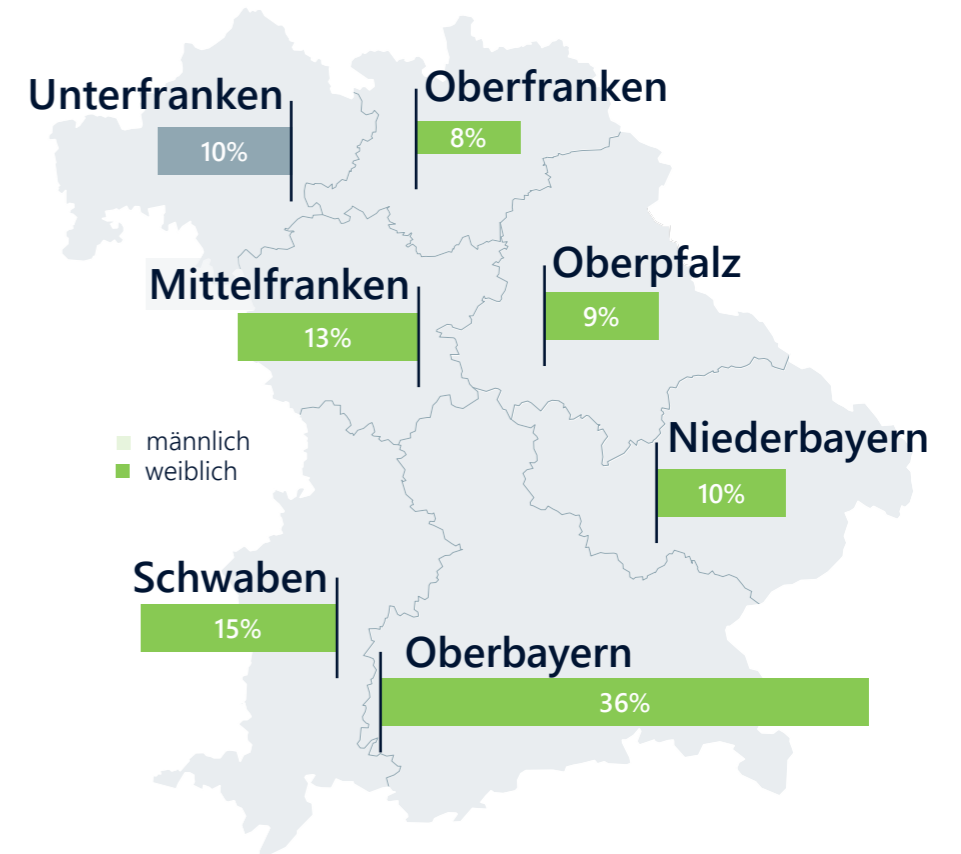 Unterfranken
10%
Oberfranken
8%
Mittelfranken
13%
Oberpfalz
9%
männlich
weiblich
Niederbayern
10%
Schwaben
15%
Oberbayern
36%